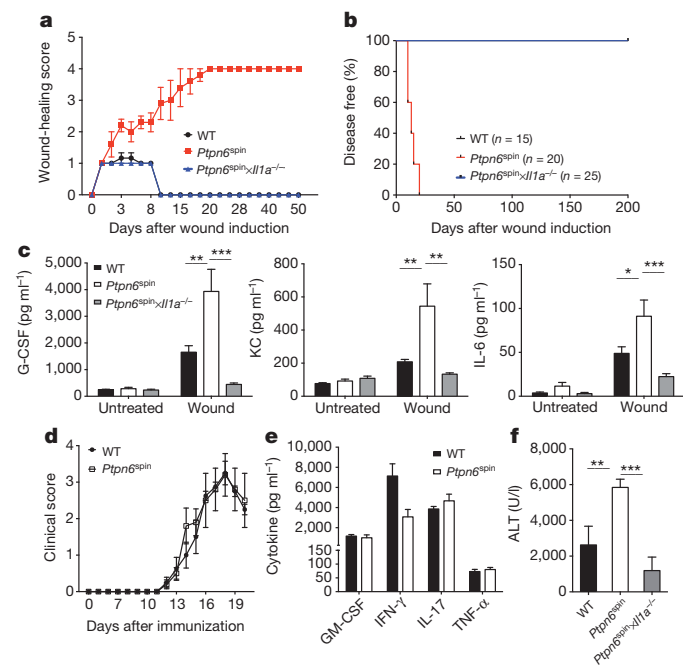 a
Wound-healing score
5
4
3
2
1
0
WT
Ptpn6spin
Ptpn6spin×Il1a–/–
0 3 8 10 15 20 28 40 50
Days after wound induction
b
Disease free (%)
100
80
60
40
20
0
WT (n = 15)
Ptpn6spin (n = 20)
Ptpn6spin×Il1a–/– (n = 25)
0 50 100 150 200
Days after wound induction
c
G-CSF (pg ml–1)
5,000
4,000
3,000
2,000
1,000
0
WT
Ptpn6spin
Ptpn6spin×Il1a–/–
** ***
Untreated Wound
KC (pg ml–1)
800
600
400
200
0
** **
Untreated Wound
IL-6 (pg ml–1)
150
100
50
0
* ***
Untreated Wound
d
Clinical score
4
3
2
1
0
WT
Ptpn6spin
0 7 10 13 16 19
Days after immunization
e
Cytokine (pg ml–1)
10,000
8,000
6,000
4,000
2,000
150
100
50
0
WT
Ptpn6spin
GM-CSF IFN-γ IL-17 TNF-α
f
ALT (U/l)
8,000
6,000
4,000
2,000
0
** ***
WT
Ptpn6spin
Ptpn6spin×Il1a–/–